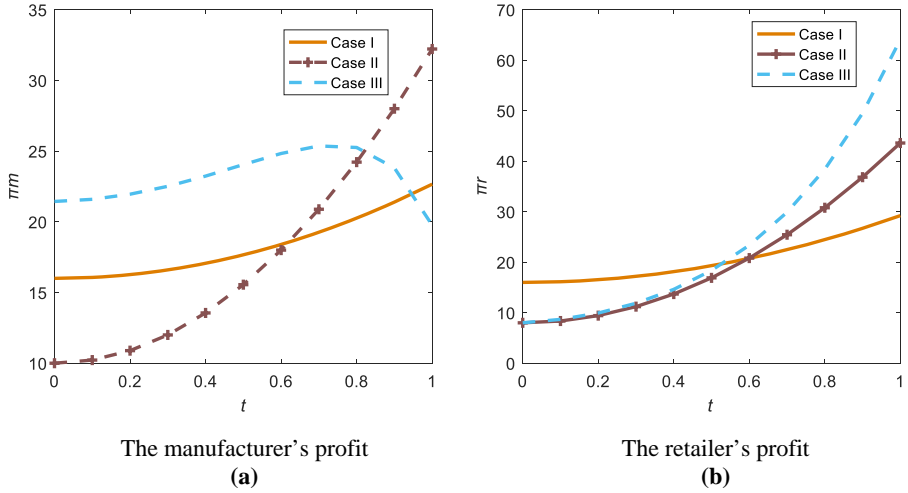 35
30
25
20
15
10
πm
0
0.2
0.4
0.6
0.8
1
t
Case I
Case II
Case III
The manufacturer's profit
(a)
70
60
50
40
30
20
10
0
πr
0
0.2
0.4
0.6
0.8
1
t
Case I
Case II
Case III
The retailer's profit
(b)